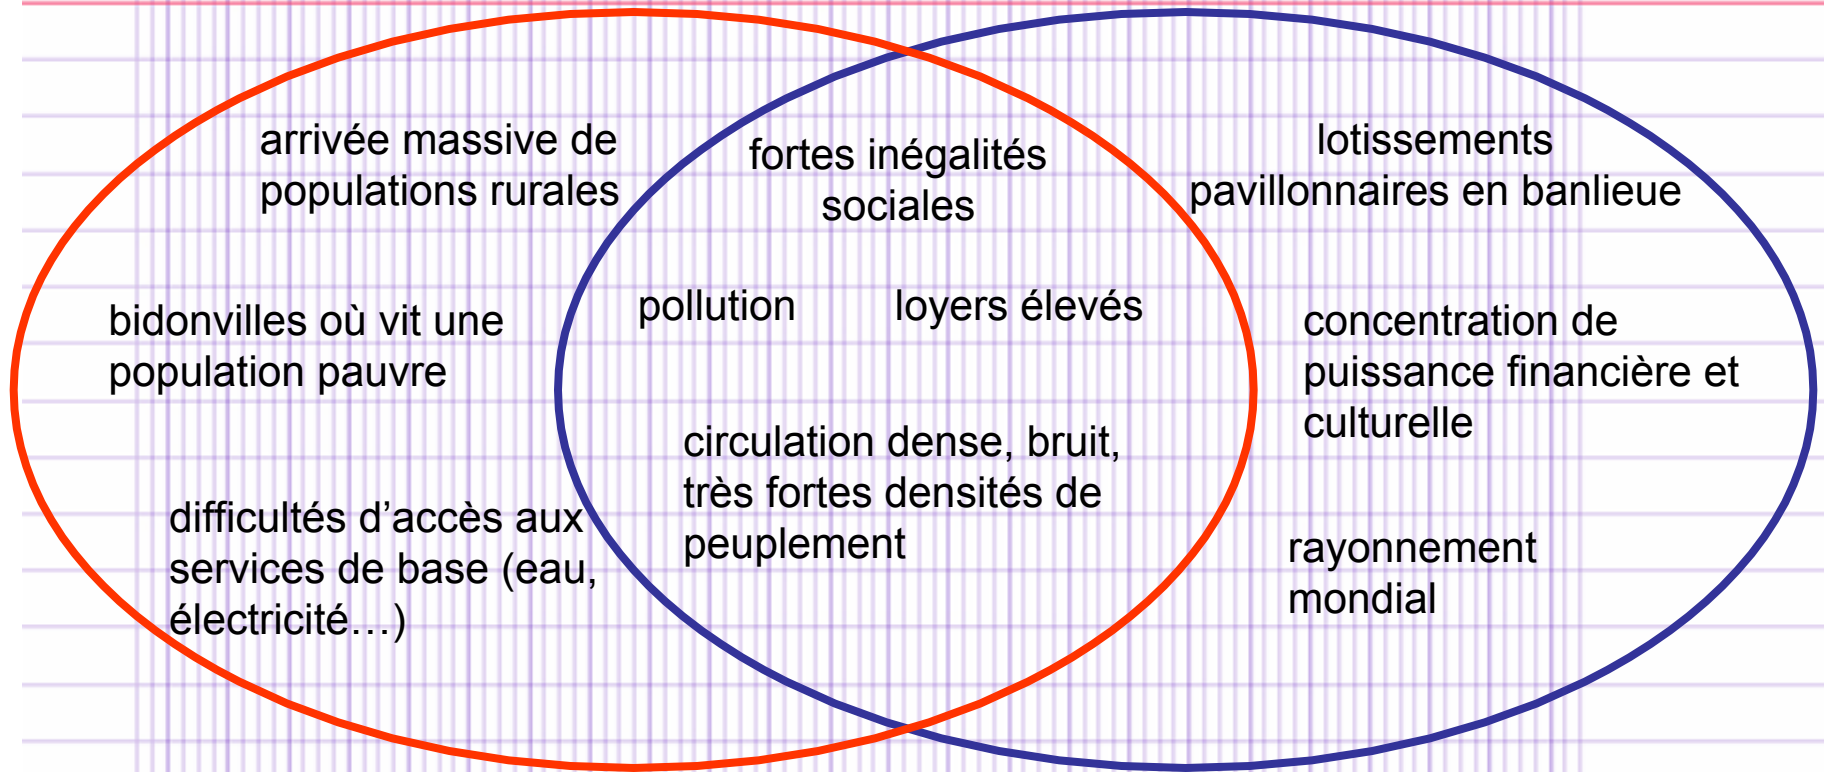 arrivée massive de
populations rurales
bidonvilles où vit une
population pauvre
difficultés d’accès aux
services de base (eau,
électricité…)
fortes inégalités
sociales
pollution
loyers élevés
circulation dense, bruit,
très fortes densités de
peuplement
lotissements
pavillonnaires en banlieue
concentration de
puissance financière et
culturelle
rayonnement
mondial